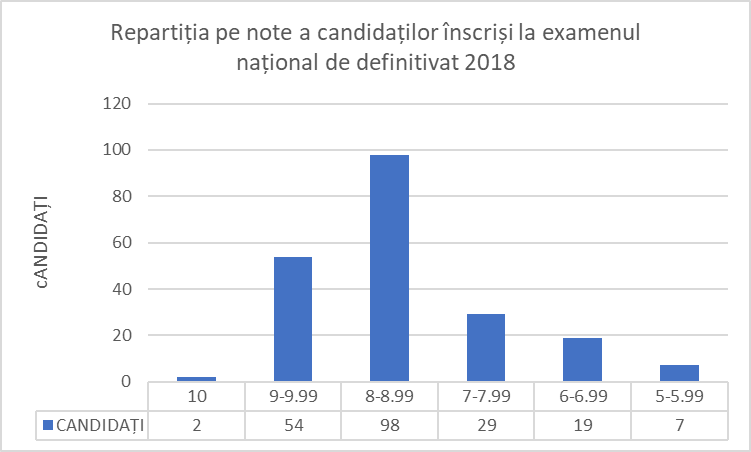 Repartiția pe note a candidaților înscriși la examenul
național de definitivat 2018
cANDIDAȚI
120
100
80
60
40
20
0
10 9-9.99 8-8.99 7-7.99 6-6.99 5-5.99
CANDIDAȚI 2 54 98 29 19 7